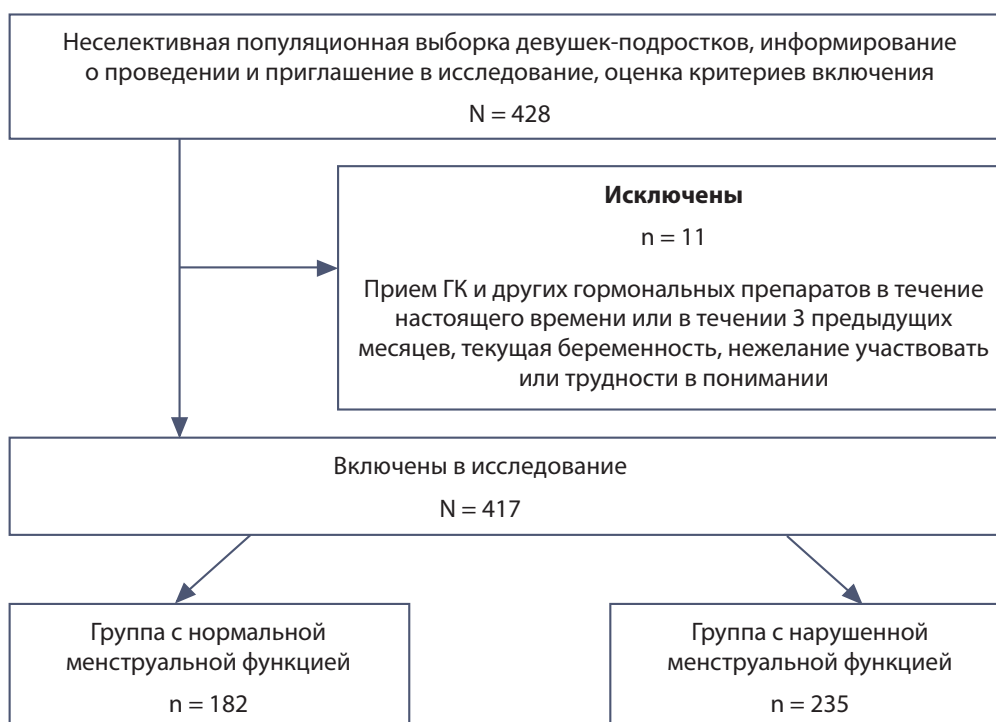 Неселективная популяционная выборка девушек-подростков, информирование
о проведении и приглашение в исследование, оценка критериев включения
N = 428
Исключены
n = 11
Прием ГК и других гормональных препаратов в течение
настоящего времени или в течении 3 предыдущих
месяцев, текущая беременность, нежелание участвовать
или трудности в понимании
Включены в исследование
N = 417
Группа с нормальной
менструальной функцией
n = 182
Группа с нарушенной
менструальной функцией
n = 235